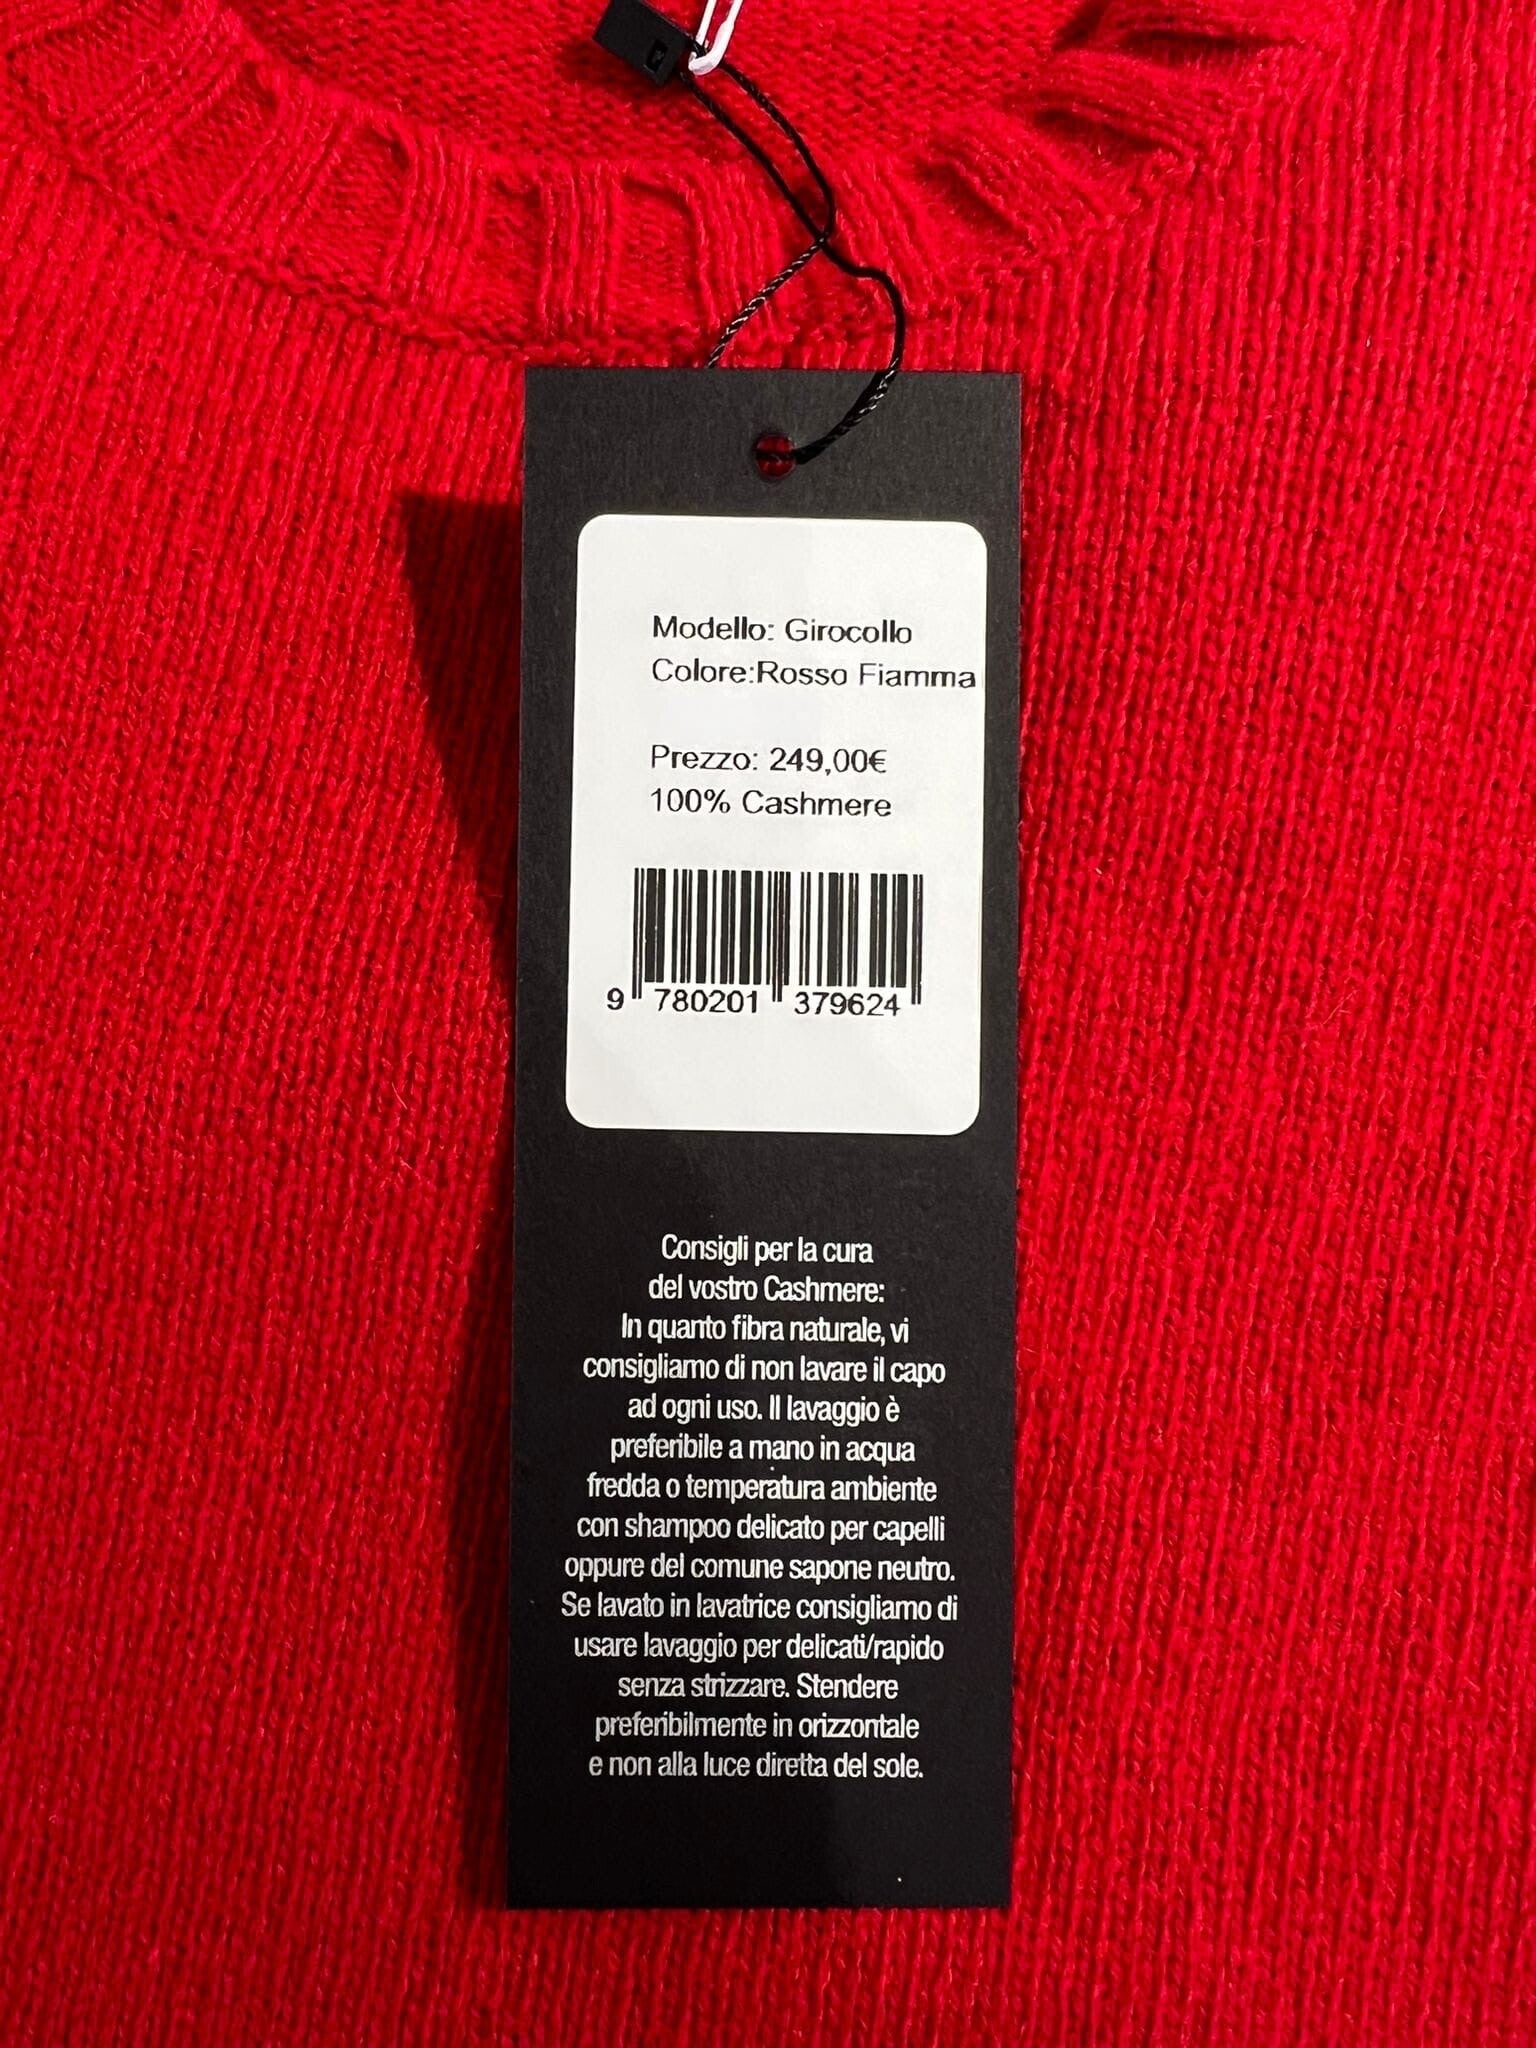 Modello: Girocollo
Colore:Rosso Fiamma
Prezzo: 249,00€
100% Cashmere
9 780201 379624
Consigli per la cura
del vostro Cashmere:
In quanto fibra naturale, vi
consigliamo di non lavare il capo
ad ogni uso. Il lavaggio è
preferibile a mano in acqua
fredda o temperatura ambiente
con shampoo delicato per capelli
oppure del comune sapone neutro.
Se lavato in lavatrice consigliamo di
usare lavaggio per delicati/rapido
senza strizzare. Stendere
preferibilmente in orizzontale
e non alla luce diretta del sole.